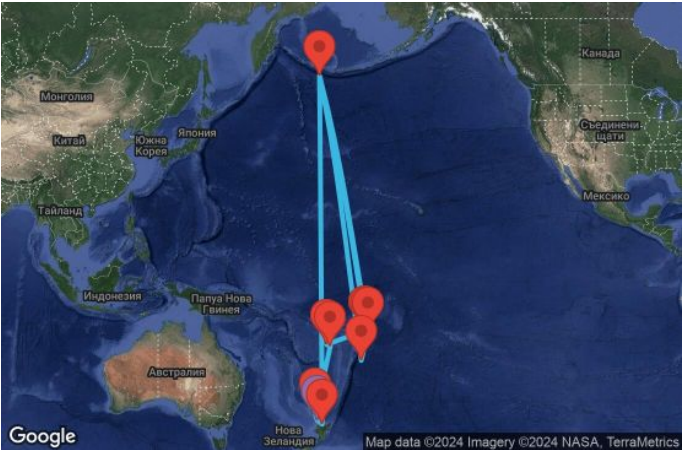 Канада
Монголия
Съединени-
щати
Китай
Южна
Корея
Япония
Мексико
Тайланд
Индонезия
Папуа Нова
Гвинея
Австралия
Нова
Зеландия
Google
Map data ©2024 Imagery ©2024 NASA, TerraMetrics